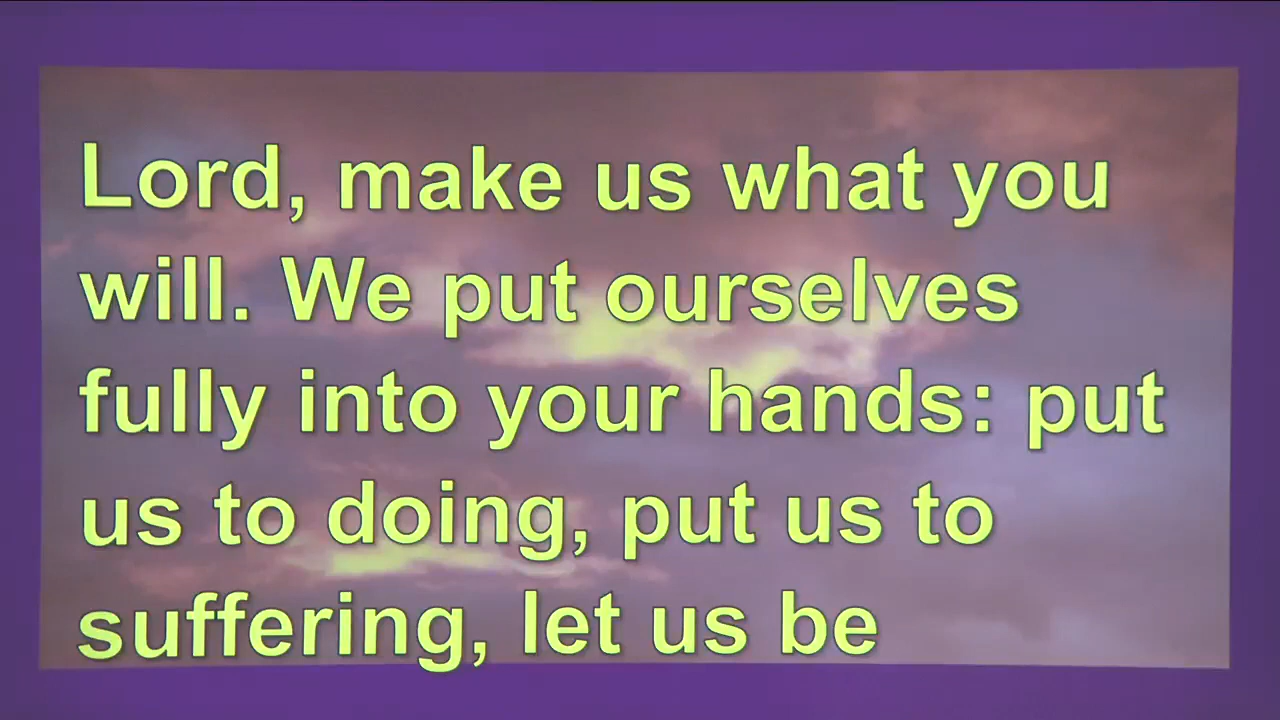 Lord, make us what you
will. We put ourselves
fully into your hands: put
us to doing, put us to
suffering, let us be